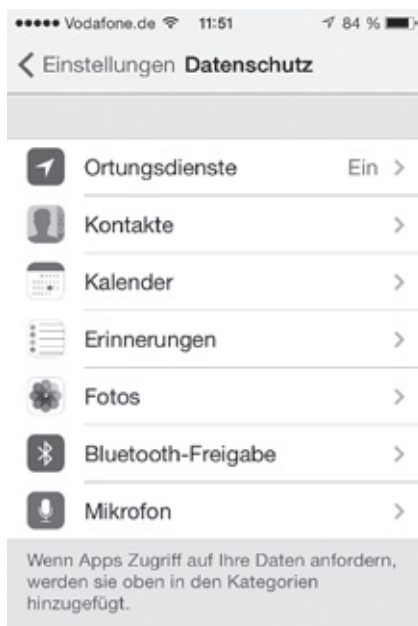 Vodafone.de 11:51 84 %
Einstellungen Datenschutz
Ortungsdienste Ein
Kontakte
Kalender
Erinnerungen
Fotos
Bluetooth-Freigabe
Mikrofon
Wenn Apps Zugriff auf Ihre Daten anfordern,
werden sie oben in den Kategorien
hinzugefügt.